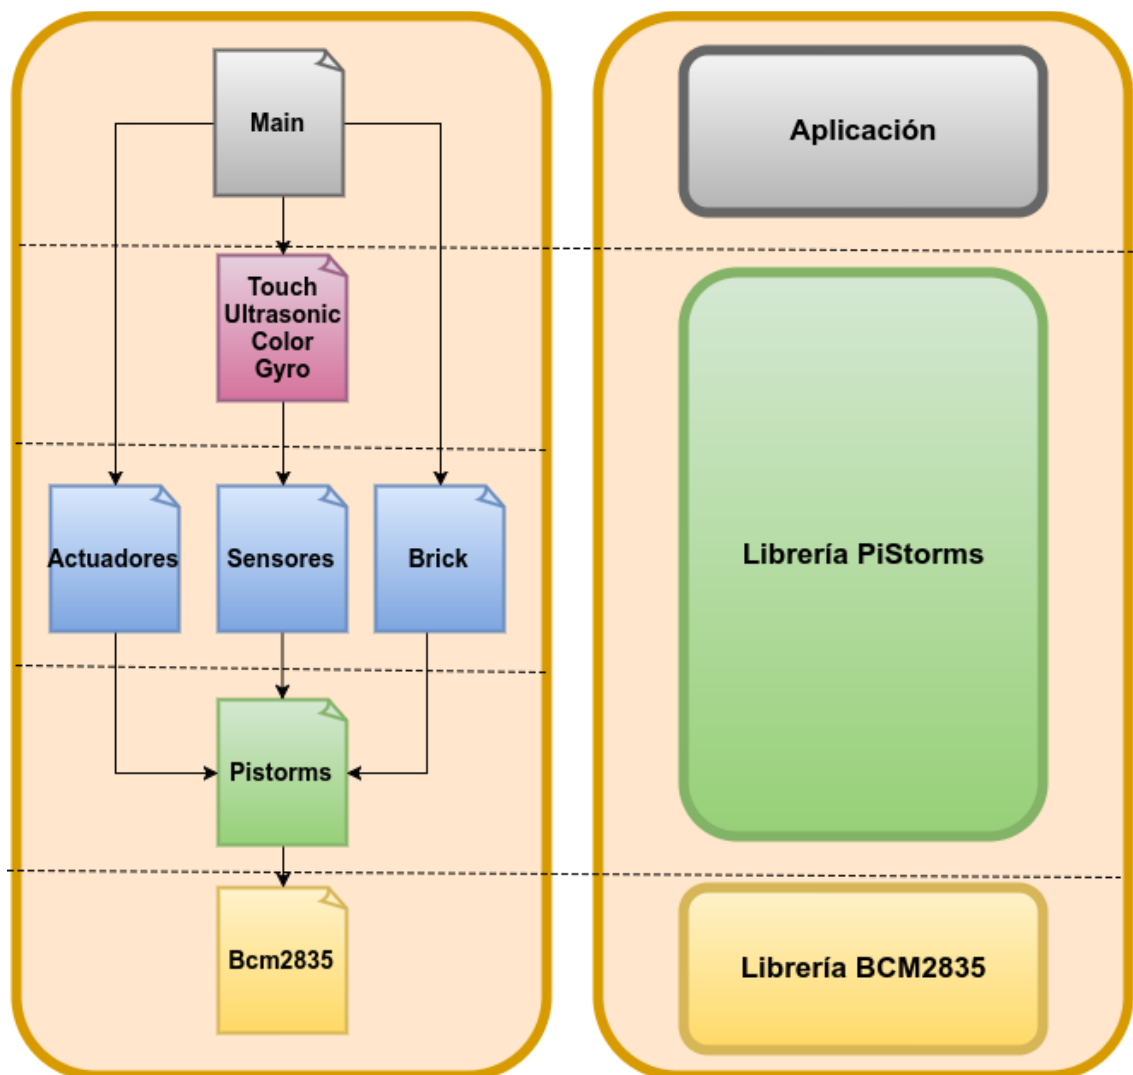 Main
Touch
Ultrasonic
Color
Gyro
Actuadores
Sensores
Brick
Pistorms
Bcm2835
Aplicación
Librería PiStorms
Librería BCM2835